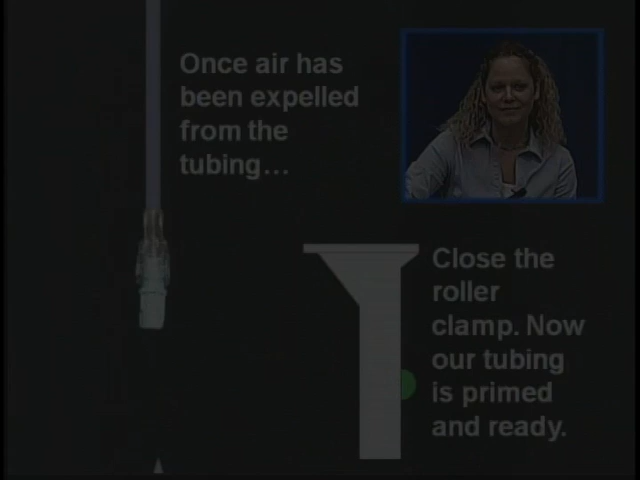 Once air has
been expelled
from the
tubing...
Close the
roller
clamp. Now
our tubing
is primed
and ready.